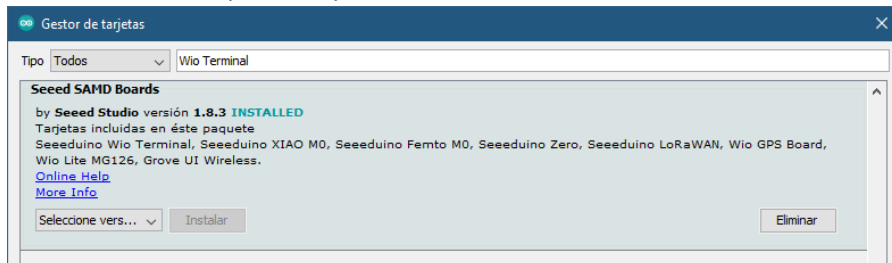 Gestor de tarjetas
Tipo Todos Wio Terminal
Seeed SAMD Boards
by Seeed Studio versión 1.8.3 INSTALLED
Tarjetas incluidas en éste paquete
Seeeduino Wio Terminal, Seeeduino XIAO M0, Seeeduino Femto M0, Seeeduino Zero, Seeeduino LoRaWAN, Wio GPS Board,
Wio Lite MG126, Grove UI Wireless.
Online Help
More Info
Seleccione vers... Instalar Eliminar